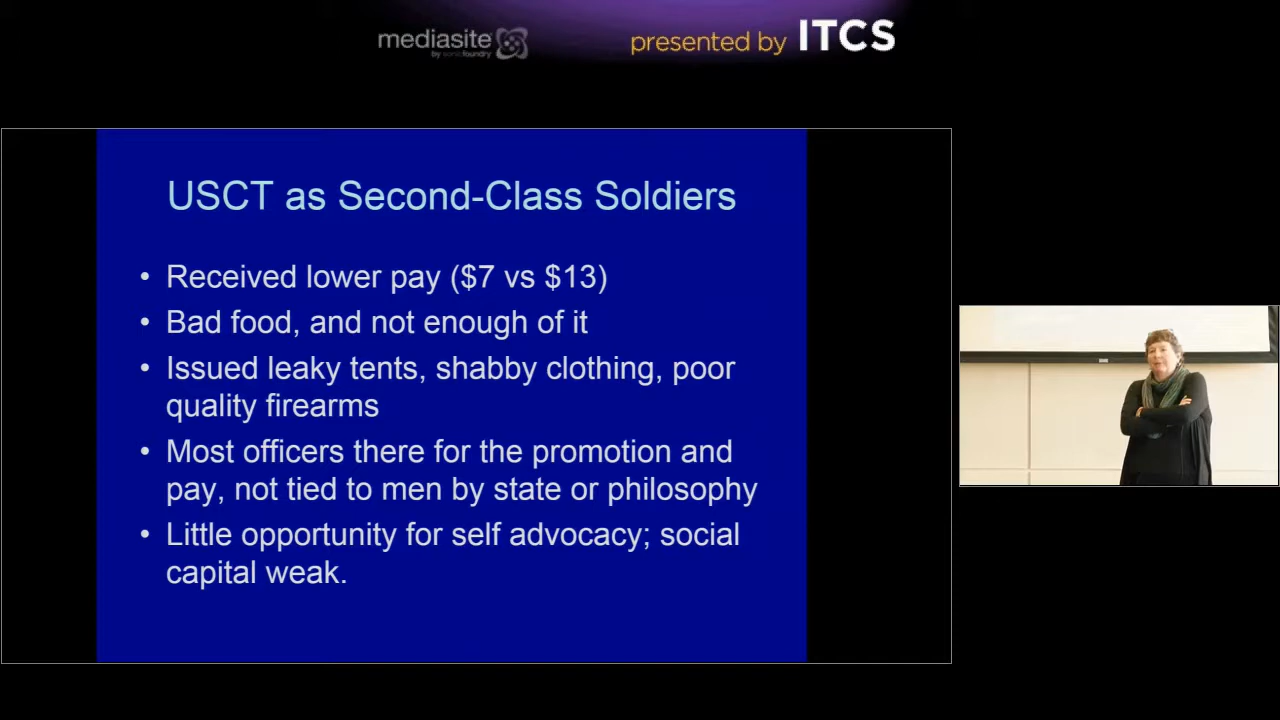 mediasite
by sonicfoundry
presented by ITCS
USCT as Second-Class Soldiers
• Received lower pay ($7 vs $13)
• Bad food, and not enough of it
• Issued leaky tents, shabby clothing, poor
quality firearms
• Most officers there for the promotion and
pay, not tied to men by state or philosophy
• Little opportunity for self advocacy; social
capital weak.